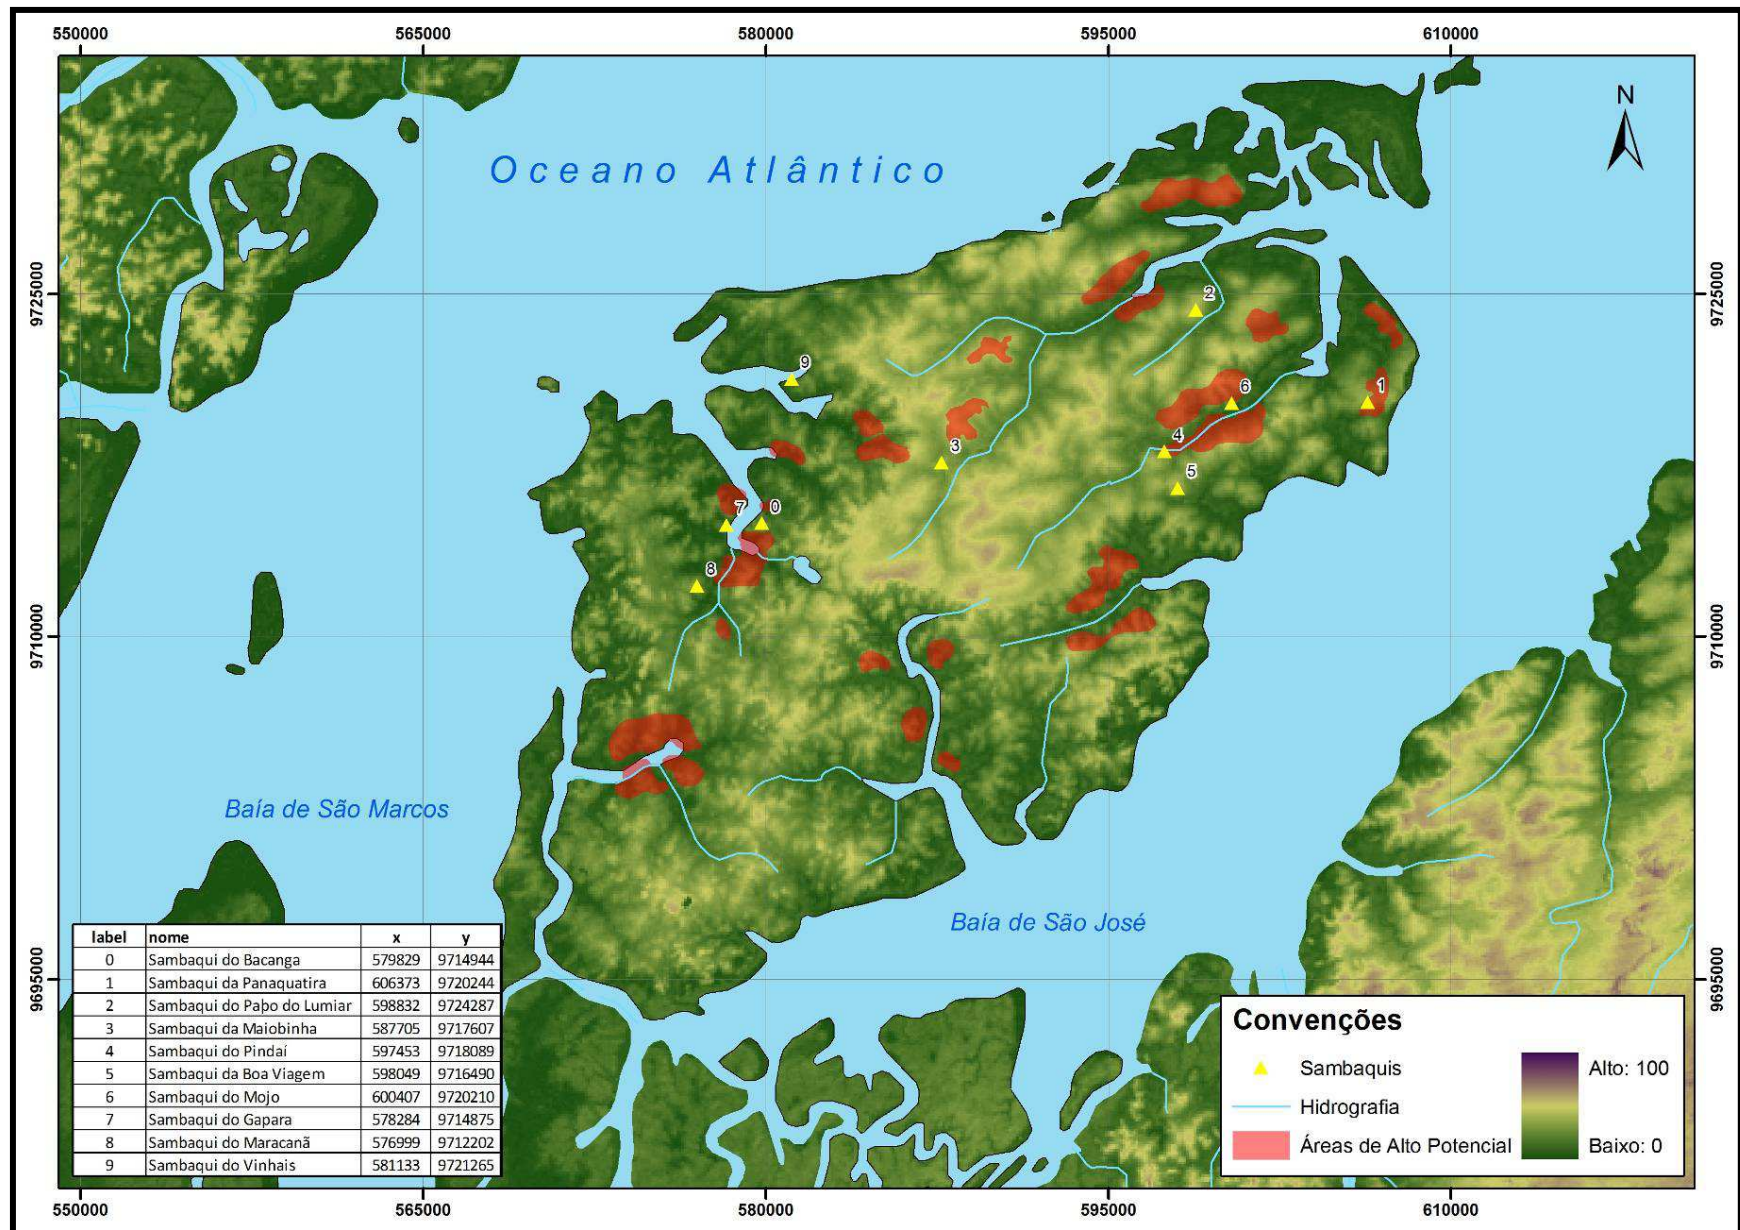 550000 565000 580000 595000 610000
N
Oceano Atlântico
9725000 9725000
2
9
6
1
4
3
5
7
0
8
9710000 9710000
Baía de São Marcos
Baía de São José
label nome x y
0 Sambaqui do Bacanga 579829 9714944
1 Sambaqui da Panaquatira 606373 9720244
2 Sambaqui do Paþo do Lumiar 598832 9724287
3 Sambaqui da Maiobinha 587705 9717607
4 Sambaqui do Pindaí 597453 9718089
5 Sambaqui da Boa Viagem 598049 9716490
6 Sambaqui do Mojo 600407 9720210
7 Sambaqui do Gapara 578284 9714875
8 Sambaqui do Maracanã 576999 9712202
9 Sambaqui do Vinhais 581133 9721265
9695000 9695000
Convenções
Sambaquis
Hidrografia
Áreas de Alto Potencial
Alto: 100
Baixo: 0
550000 565000 580000 595000 610000